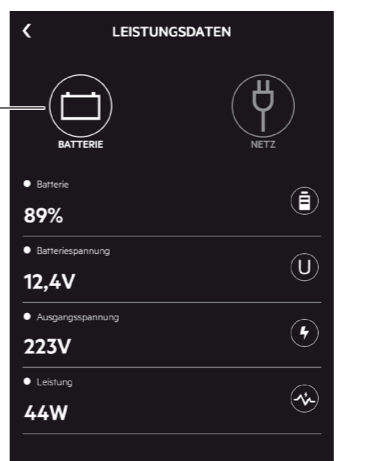 LEISTUNGSDATEN
BATTERIE
NETZ
Batterie
89%
Batteriespannung
12,4V
U
Ausgangsspannung
223V
Leistung
44W